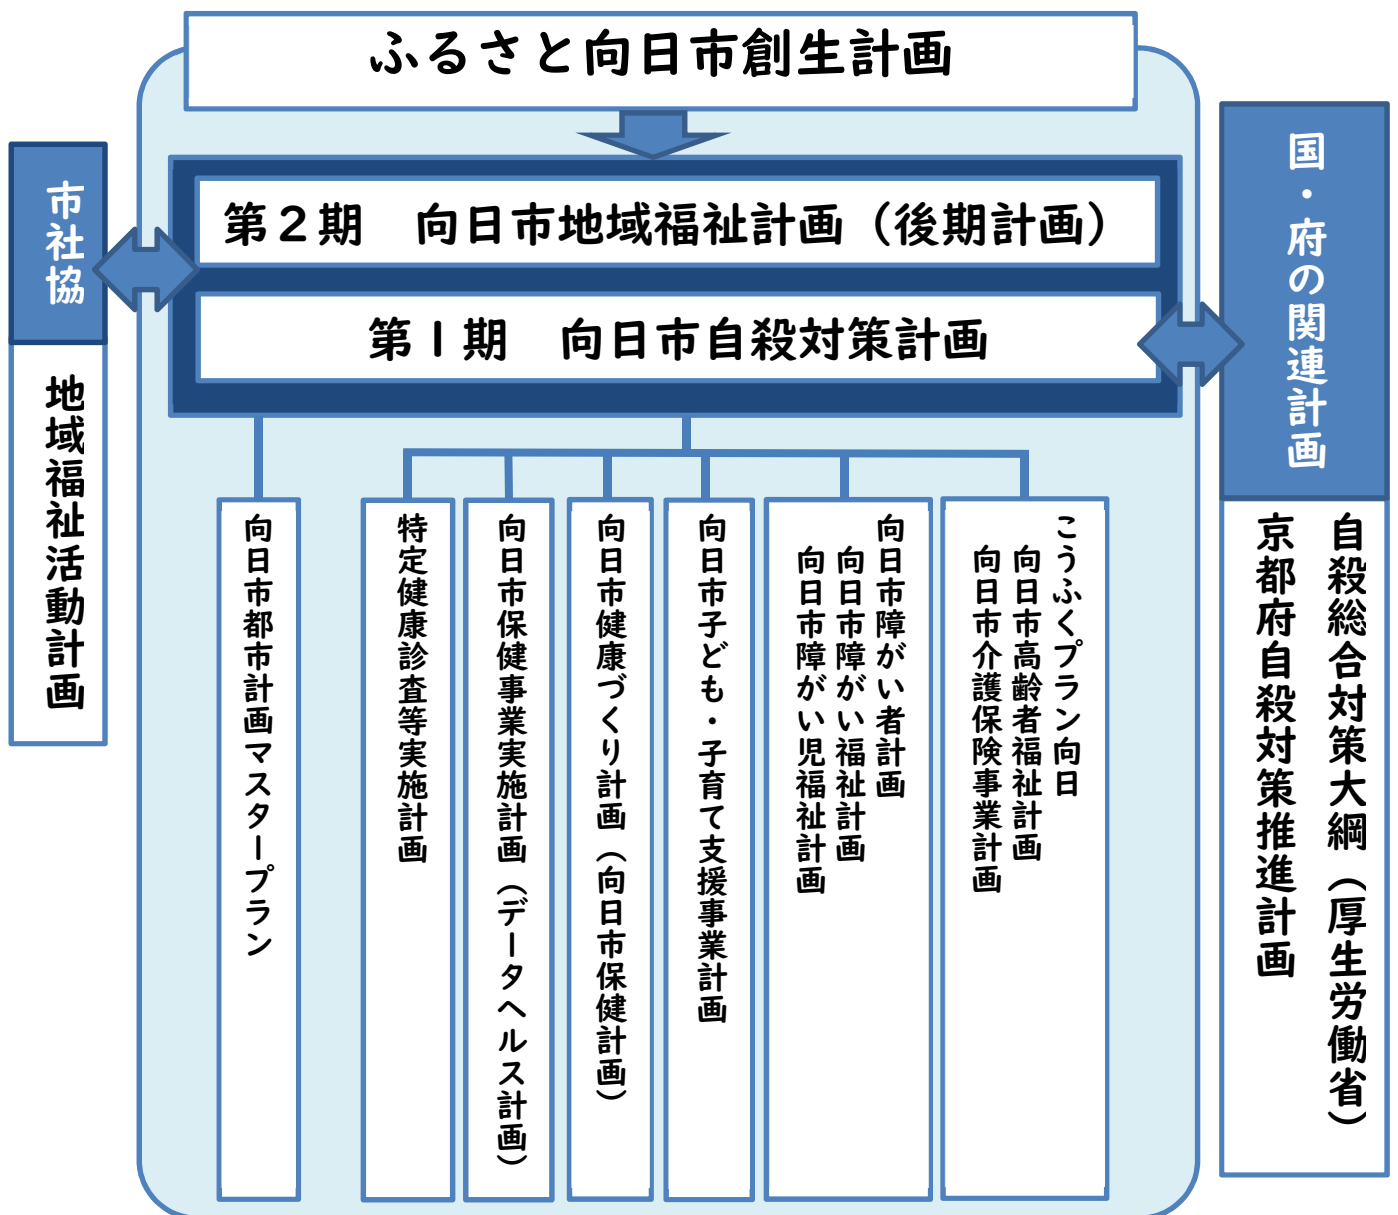 ふるさと向日市創生計画
第２期　向日市地域福祉計画（後期計画）
第１期　向日市自殺対策計画
市社協
地域福祉活動計画
国・府の関連計画
自殺総合対策大綱（厚生労働省）
京都府自殺対策推進計画
こうふくプラン向日
向日市高齢者福祉計画
向日市介護保険事業計画
向日市障がい者計画
向日市障がい福祉計画
向日市障がい児福祉計画
向日市子ども・子育て支援事業計画
向日市健康づくり計画（向日市保健計画）
向日市保健事業実施計画（データヘルス計画）
特定健康診査等実施計画
向日市都市計画マスタープラン